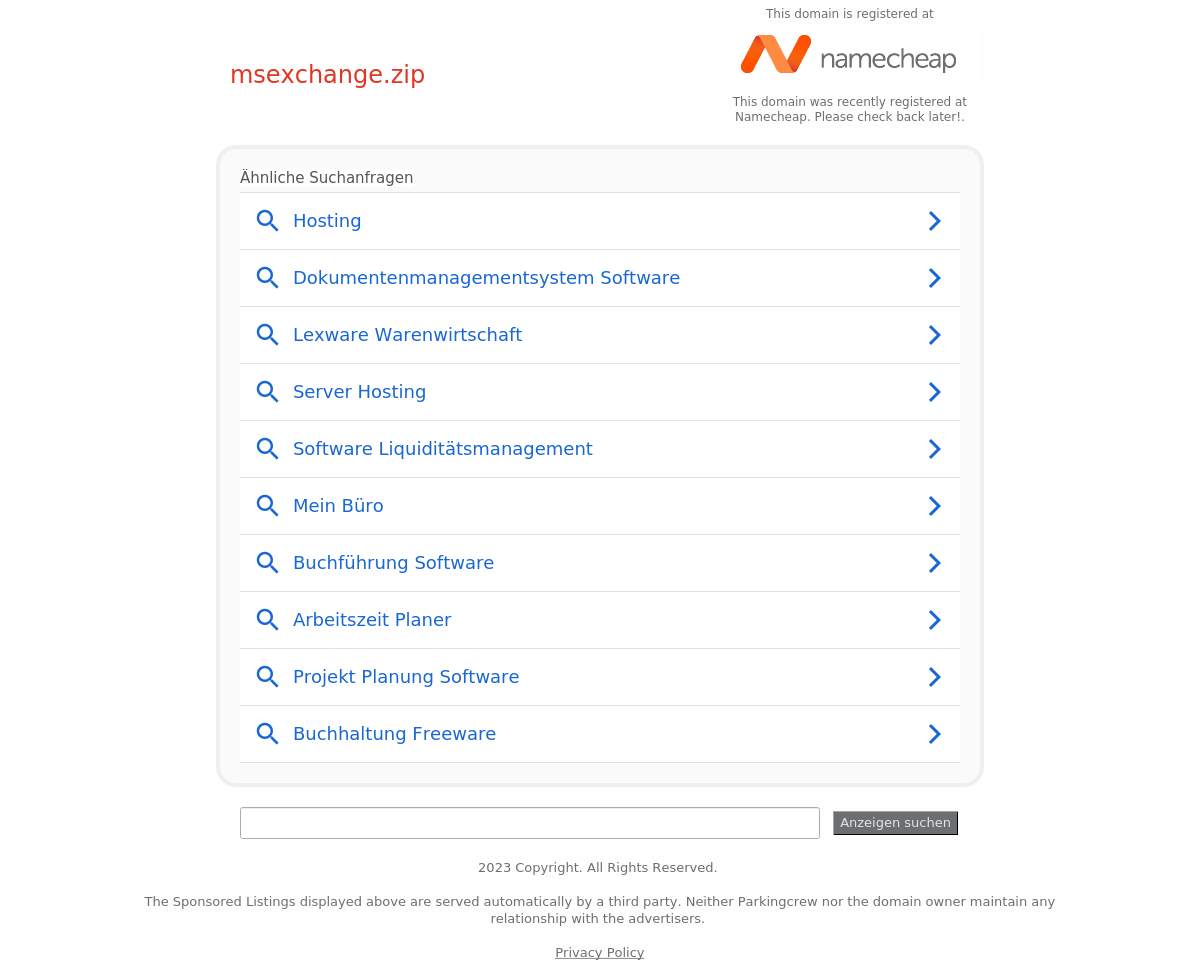 This domain is registered at
namecheap
msexchange.zip
This domain was recently registered at
Namecheap. Please check back later!.
Ähnliche Suchanfragen
Hosting
Dokumentenmanagementsystem Software
Lexware Warenwirtschaft
Server Hosting
Software Liquiditätsmanagement
Mein Büro
Buchführung Software
Arbeitszeit Planer
Projekt Planung Software
Buchhaltung Freeware
Anzeigen suchen
2023 Copyright. All Rights Reserved.
The Sponsored Listings displayed above are served automatically by a third party. Neither Parkingcrew nor the domain owner maintain any
relationship with the advertisers.
Privacy Policy